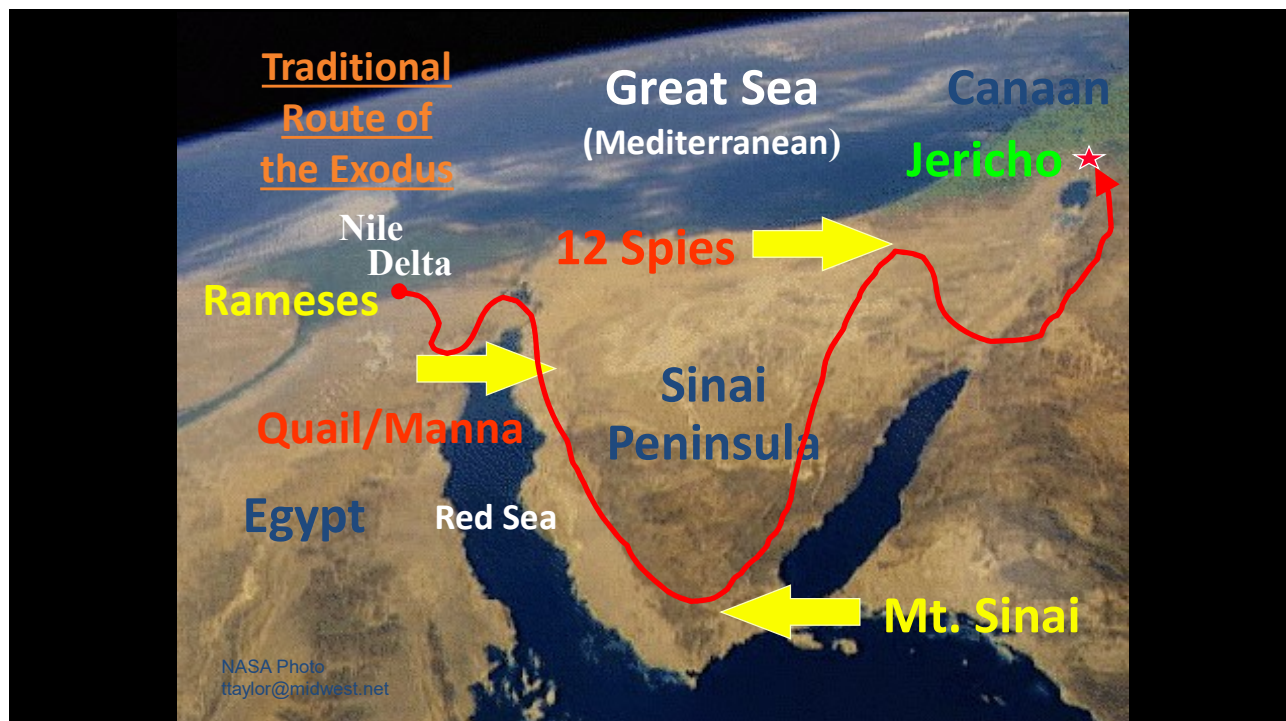 Traditional
Route of
the Exodus
Great Sea
(Mediterranean)
Canaan
Jericho
Nile
Delta
Rameses
12 Spies
Quail/Manna
Sinai
Peninsula
Egypt
Red Sea
Mt. Sinai
NASA Photo
ttaylor@midwest.net